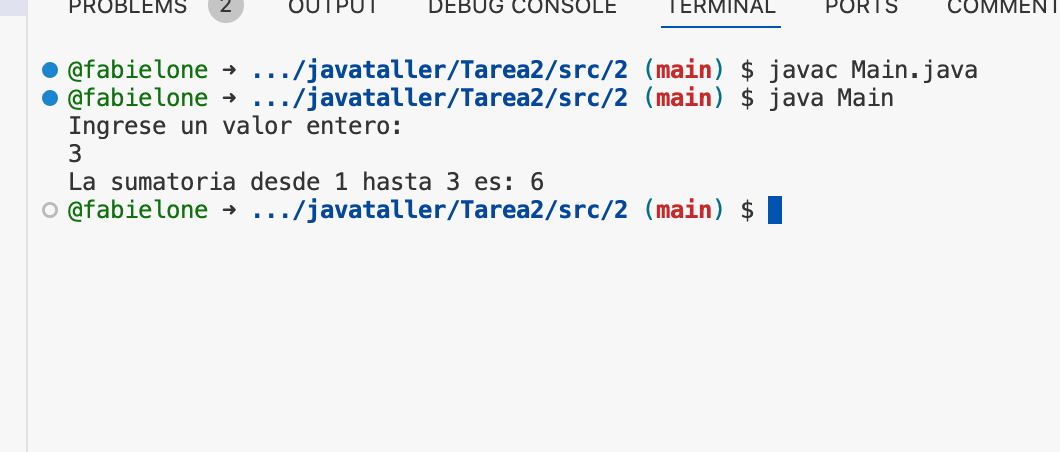 PROBLEMS 2 OUTPUT DEBUG CONSOLE TERMINAL PORTS COMMENT
@fabielone ➜ .../javataller/Tarea2/src/2 (main) $ javac Main.java
@fabielone ➜ .../javataller/Tarea2/src/2 (main) $ java Main
Ingrese un valor entero:
3
La sumatoria desde 1 hasta 3 es: 6
@fabielone ➜ .../javataller/Tarea2/src/2 (main) $